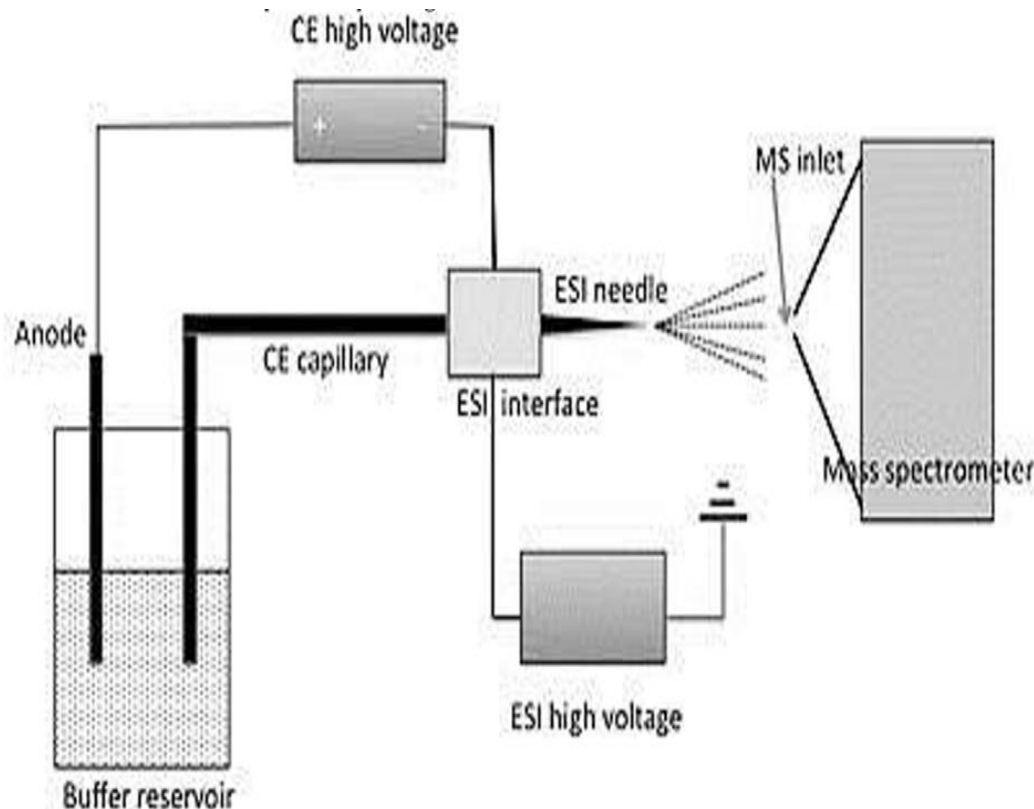 CE high voltage
+ -
MS inlet
ESI needle
Anode
CE capillary
ESI interface
Mass spectrometer
ESI high voltage
Buffer reservoir